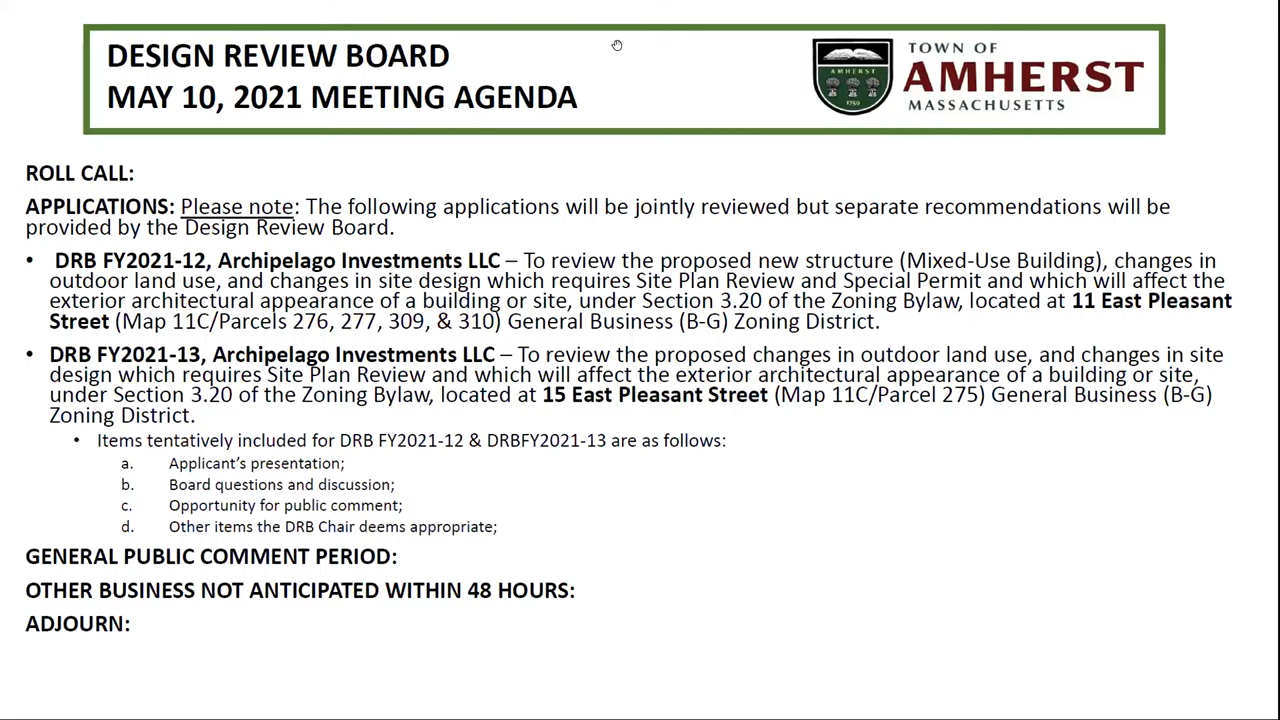 DESIGN REVIEW BOARD
MAY 10, 2021 MEETING AGENDA
TOWN OF
AMHERST
MASSACHUSETTS
AMHERST
1759
ROLL CALL:
APPLICATIONS: Please note: The following applications will be jointly reviewed but separate recommendations will be
provided by the Design Review Board.
• DRB FY2021-12, Archipelago Investments LLC – To review the proposed new structure (Mixed-Use Building), changes in
outdoor land use, and changes in site design which requires Site Plan Review and Special Permit and which will affect the
exterior architectural appearance of a building or site, under Section 3.20 of the Zoning Bylaw, located at 11 East Pleasant
Street (Map 11C/Parcels 276, 277, 309, & 310) General Business (B-G) Zoning District.
• DRB FY2021-13, Archipelago Investments LLC – To review the proposed changes in outdoor land use, and changes in site
design which requires Site Plan Review and which will affect the exterior architectural appearance of a building or site,
under Section 3.20 of the Zoning Bylaw, located at 15 East Pleasant Street (Map 11C/Parcel 275) General Business (B-G)
Zoning District.
• Items tentatively included for DRB FY2021-12 & DRBFY2021-13 are as follows:
a. Applicant's presentation;
b. Board questions and discussion;
c. Opportunity for public comment;
d. Other items the DRB Chair deems appropriate;
GENERAL PUBLIC COMMENT PERIOD:
OTHER BUSINESS NOT ANTICIPATED WITHIN 48 HOURS:
ADJOURN: